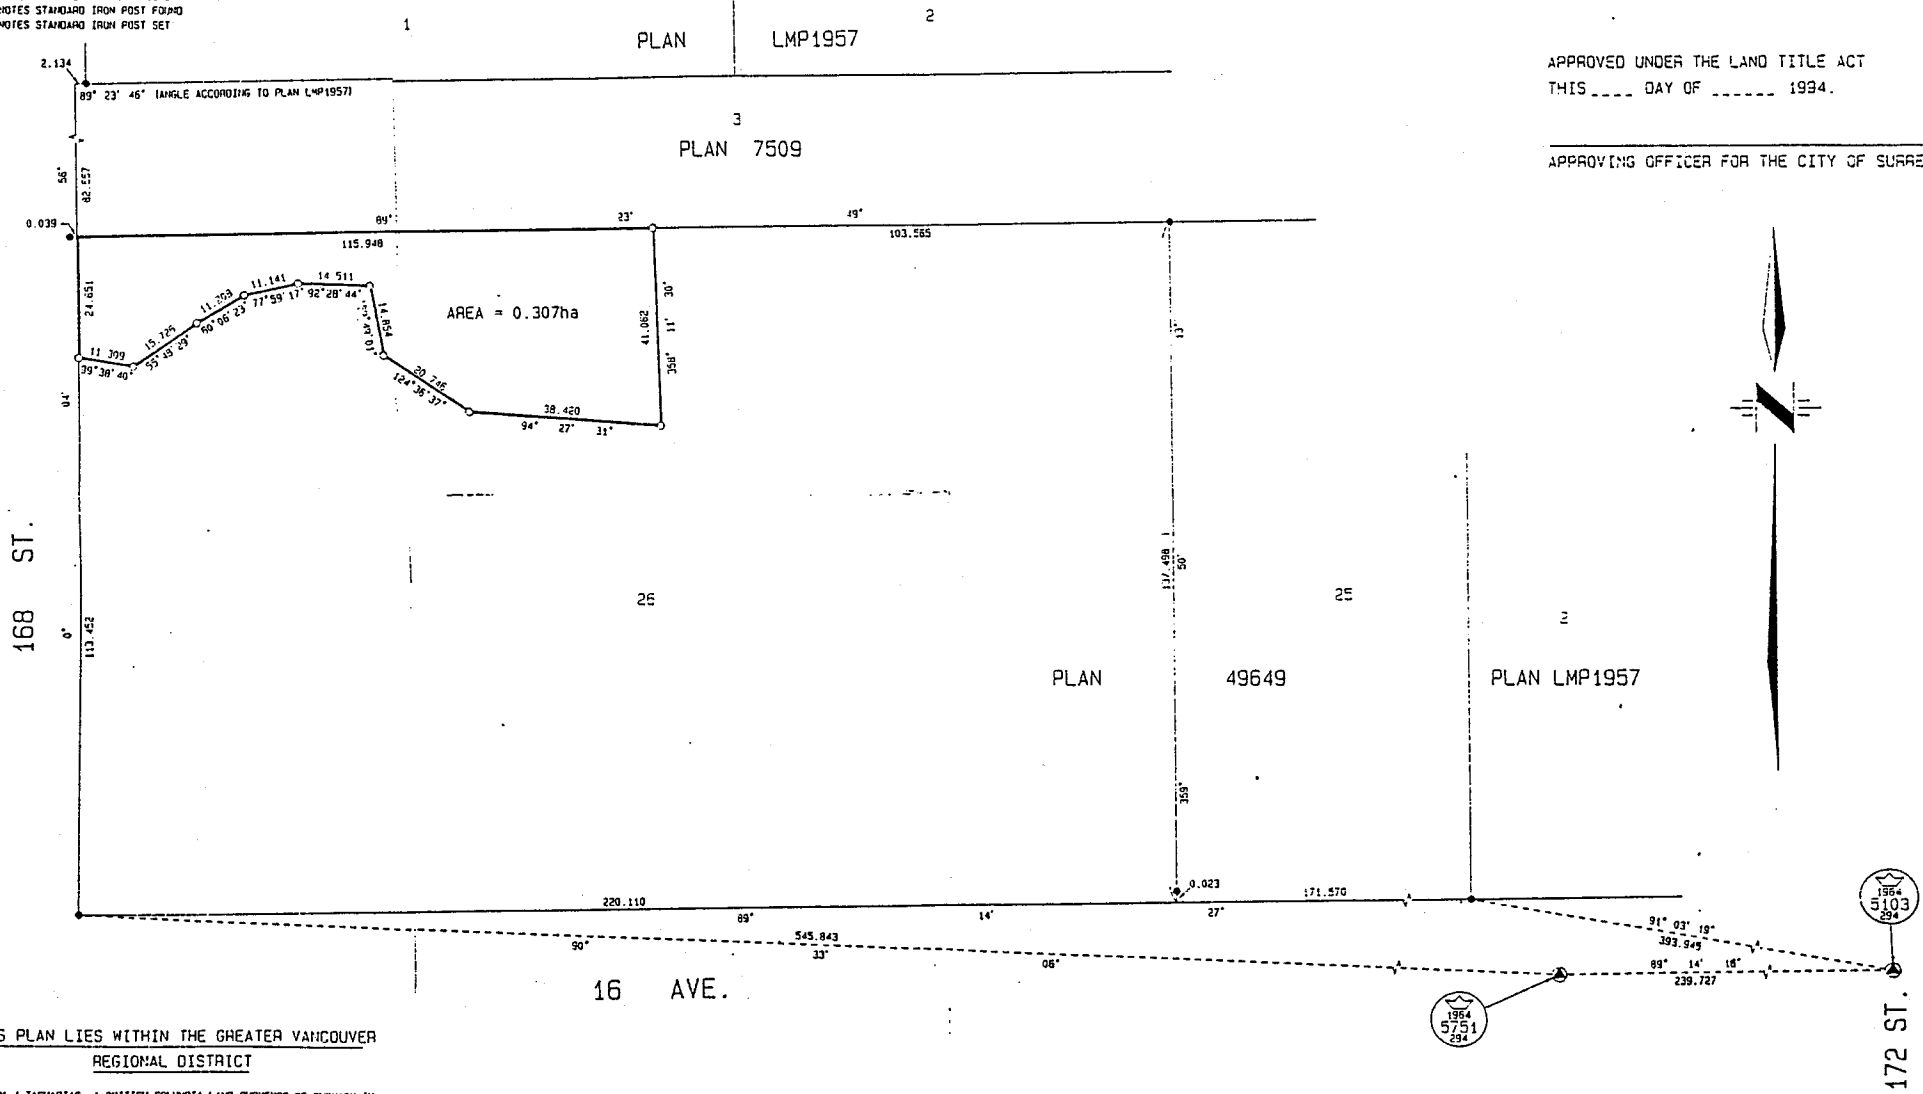 NOTES STANDARD IRON POST FOUND
NOTES STANDARD IRON POST SET
1
2
PLAN LMP1957
2.134
89° 23' 46" (ANGLE ACCORDING TO PLAN LMP1957)
APPROVED UNDER THE LAND TITLE ACT
THIS ____ DAY OF ______ 1994.
APPROVING OFFICER FOR THE CITY OF SURRE
3
PLAN 7509
56"
82.557
0.039
89° 23' 49"
115.948
103.565
24.651
11.309
39°38'40"
15.725
55°43'29"
11.203
60°06'23"
11.141
77°59'17"
14.511
92°28'44"
14.854
AREA = 0.307ha
41.062
358° 11' 30"
20.746
124°36'37"
38.420
94° 27' 31"
04'
0°
113.452
168 ST.
26
137.498
359° 50' 13"
25
2
PLAN 49649
PLAN LMP1957
0.023
220.110
171.570
89° 14' 27"
545.843
90° 33' 06"
91° 03' 19"
393.945
89° 14' 16"
239.727
1964
5103
294
1964
5751
294
16 AVE.
172 ST.
S PLAN LIES WITHIN THE GREATER VANCOUVER
REGIONAL DISTRICT